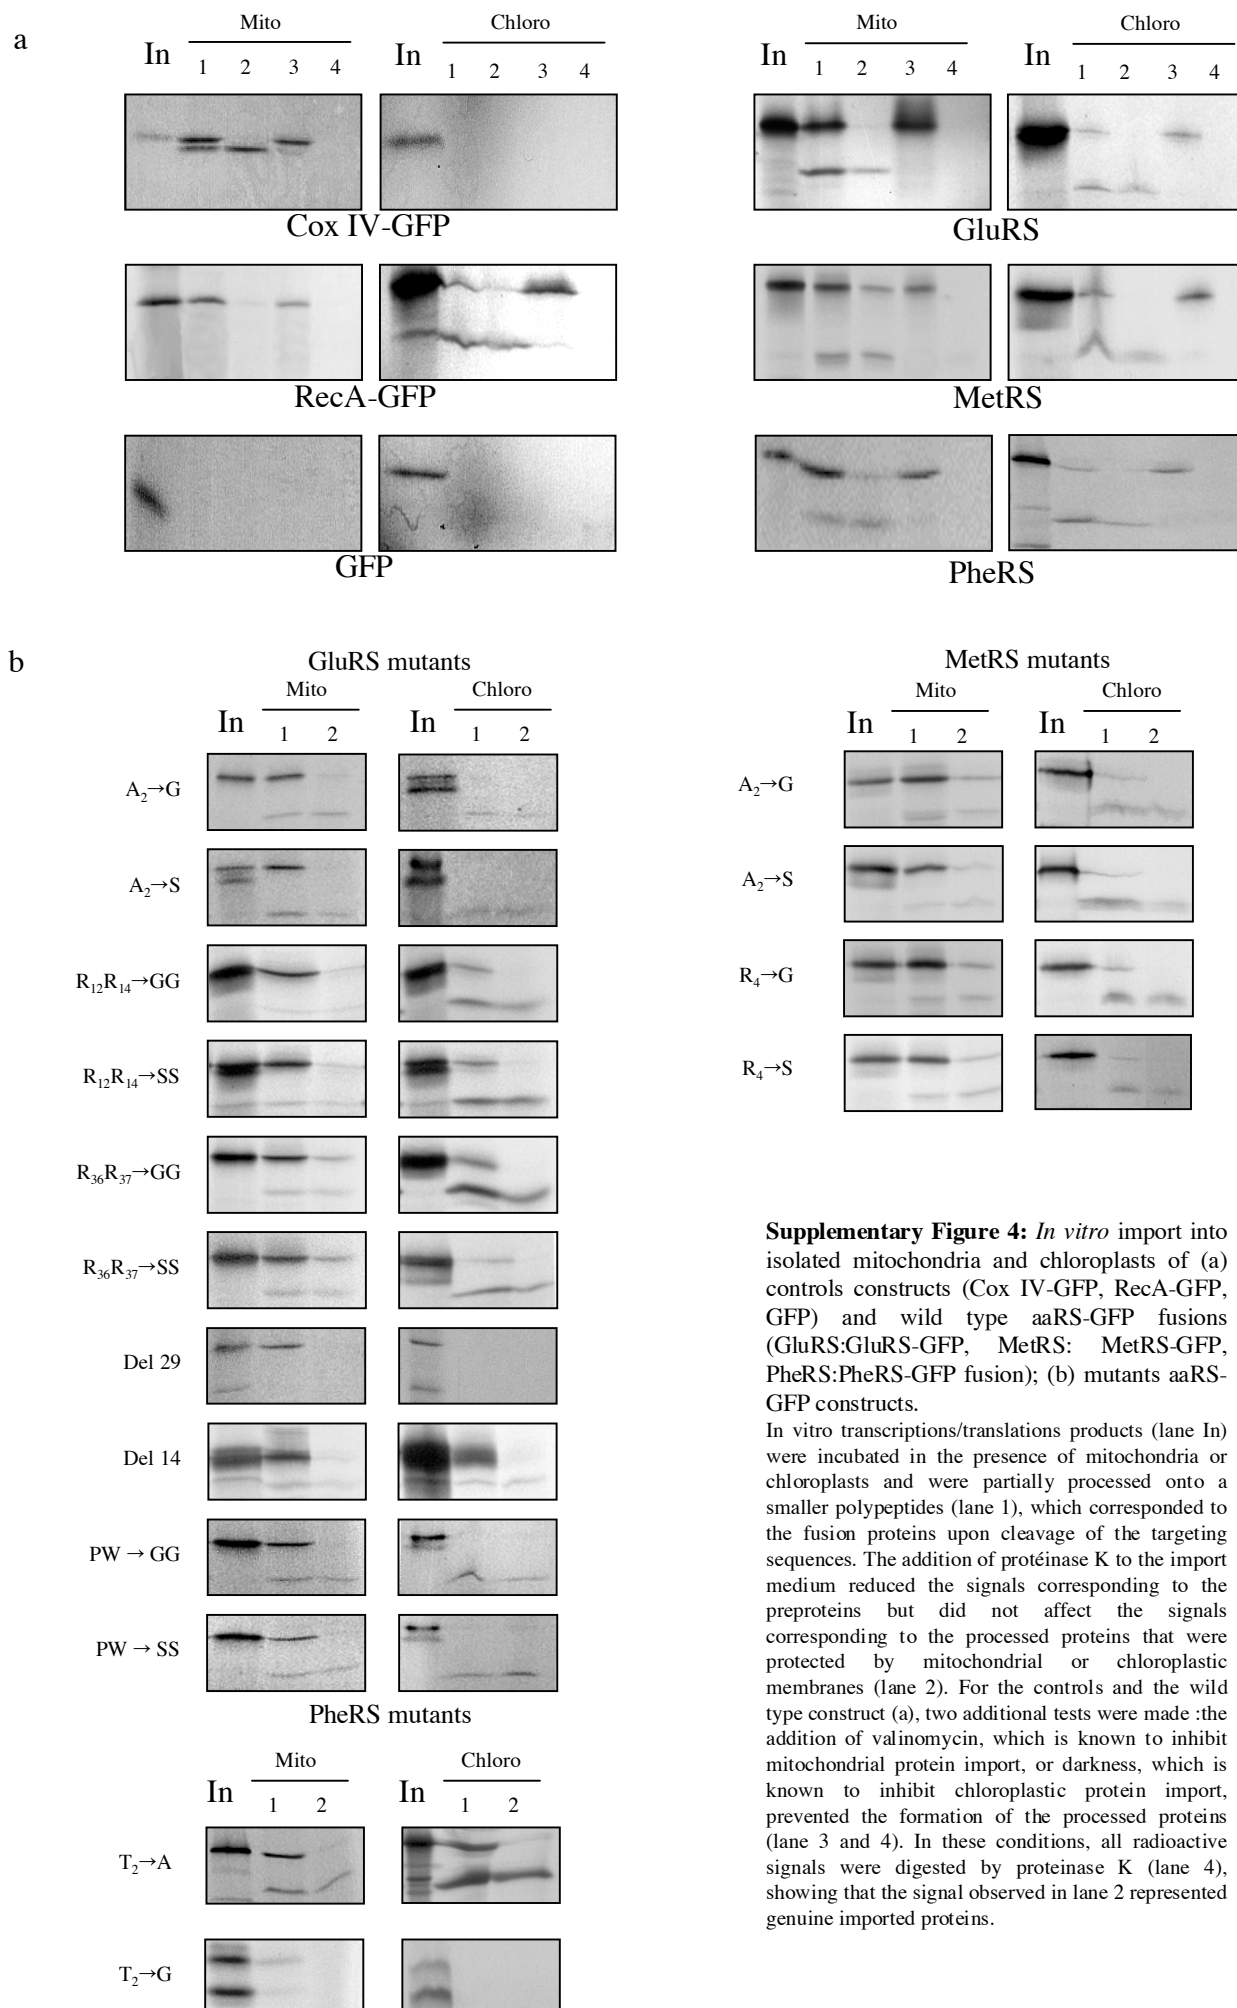 a
Mito
Chloro
Mito
Chloro
In 1 2 3 4
In 1 2 3 4
In 1 2 3 4
In 1 2 3 4
Cox IV-GFP
GluRS
RecA-GFP
MetRS
GFP
PheRS
b
GluRS mutants
Mito
Chloro
In 1 2
In 1 2
A2→G
A2→S
R12R14→GG
R12R14→SS
R36R37→GG
R36R37→SS
Del 29
Del 14
PW → GG
PW → SS
PheRS mutants
Mito
Chloro
In 1 2
In 1 2
T2→A
T2→G
MetRS mutants
Mito
Chloro
In 1 2
In 1 2
A2→G
A2→S
R4→G
R4→S
Supplementary Figure 4: In vitro import into
isolated mitochondria and chloroplasts of (a)
controls constructs (Cox IV-GFP, RecA-GFP,
GFP) and wild type aaRS-GFP fusions
(GluRS:GluRS-GFP, MetRS: MetRS-GFP,
PheRS:PheRS-GFP fusion); (b) mutants aaRS-
GFP constructs.
In vitro transcriptions/translations products (lane In)
were incubated in the presence of mitochondria or
chloroplasts and were partially processed onto a
smaller polypeptides (lane 1), which corresponded to
the fusion proteins upon cleavage of the targeting
sequences. The addition of protéinase K to the import
medium reduced the signals corresponding to the
preproteins but did not affect the signals
corresponding to the processed proteins that were
protected by mitochondrial or chloroplastic
membranes (lane 2). For the controls and the wild
type construct (a), two additional tests were made :the
addition of valinomycin, which is known to inhibit
mitochondrial protein import, or darkness, which is
known to inhibit chloroplastic protein import,
prevented the formation of the processed proteins
(lane 3 and 4). In these conditions, all radioactive
signals were digested by proteinase K (lane 4),
showing that the signal observed in lane 2 represented
genuine imported proteins.